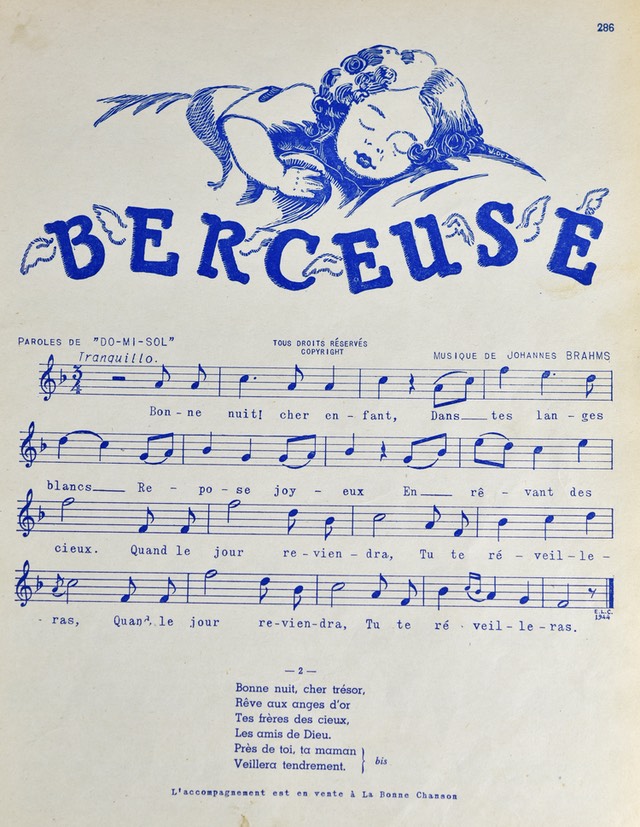 286
W.DEZ.
BERCEUSE
PAROLES DE "DO-MI-SOL"
TOUS DROITS RÉSERVÉS
COPYRIGHT
MUSIQUE DE JOHANNES BRAHMS
Tranquillo.
3
4
Bon - ne nuit! cher en - fant, Dans tes lan - ges
blancs Re - po - se joy - eux En rê - vant des
cieux. Quand le jour re - vien - dra, Tu te ré - veil - le -
ras, Quand le jour re-vien-dra, Tu te ré - veil - le - ras.
E.L.C.
1944
— 2 —
Bonne nuit, cher trésor,
Rêve aux anges d'or
Tes frères des cieux,
Les amis de Dieu.
Près de toi, ta maman
Veillera tendrement. } bis
L'accompagnement est en vente à La Bonne Chanson